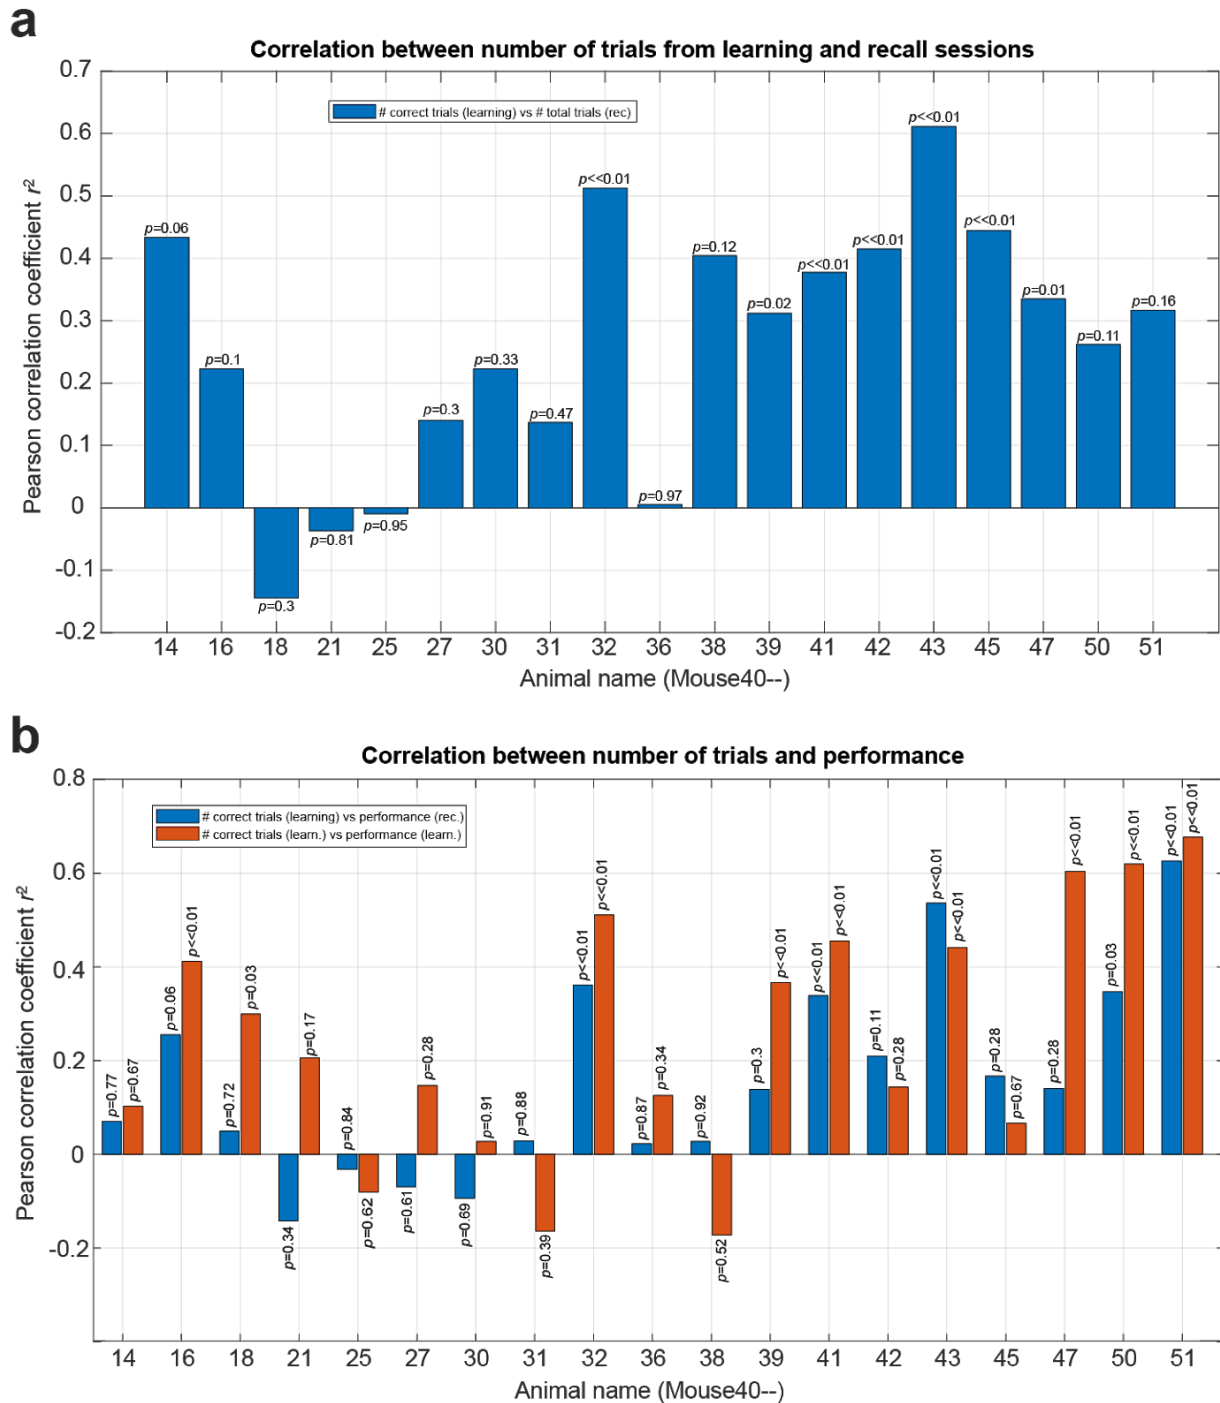 a
Correlation between number of trials from learning and recall sessions
# correct trials (learning) vs # total trials (rec)
Pearson correlation coefficient r²
0.7
0.6
0.5
0.4
0.3
0.2
0.1
0
-0.1
-0.2
p=0.06
p=0.1
p=0.3
p=0.81
p=0.95
p=0.3
p=0.33
p=0.47
p<<0.01
p=0.97
p=0.12
p=0.02
p<<0.01
p<<0.01
p<<0.01
p<<0.01
p=0.01
p=0.11
p=0.16
14 16 18 21 25 27 30 31 32 36 38 39 41 42 43 45 47 50 51
Animal name (Mouse40--)
b
Correlation between number of trials and performance
# correct trials (learning) vs performance (rec.)
# correct trials (learn.) vs performance (learn.)
Pearson correlation coefficient r²
0.8
0.6
0.4
0.2
0
-0.2
p=0.77
p=0.67
p=0.06
p<<0.01
p=0.72
p=0.03
p=0.34
p=0.17
p=0.84
p=0.62
p=0.61
p=0.28
p=0.69
p=0.91
p=0.88
p=0.39
p<<0.01
p<<0.01
p=0.87
p=0.34
p=0.92
p=0.52
p=0.3
p<<0.01
p<<0.01
p<<0.01
p=0.11
p=0.28
p<<0.01
p<<0.01
p=0.28
p=0.67
p=0.28
p<<0.01
p=0.03
p<<0.01
p<<0.01
p<<0.01
14 16 18 21 25 27 30 31 32 36 38 39 41 42 43 45 47 50 51
Animal name (Mouse40--)